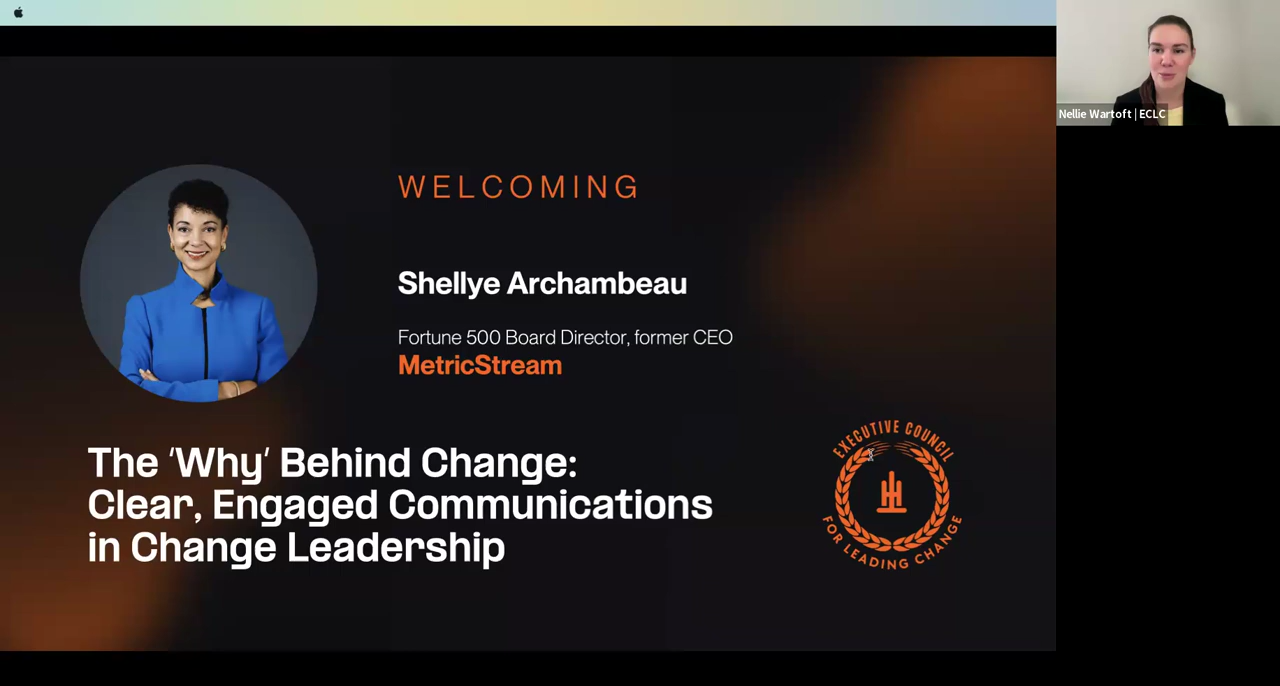 Nellie Wartoft | ECLC
WELCOMING
Shellye Archambeau
Fortune 500 Board Director, former CEO
MetricStream
The ‘Why’ Behind Change:
Clear, Engaged Communications
in Change Leadership
EXECUTIVE COUNCIL
FOR LEADING CHANGE